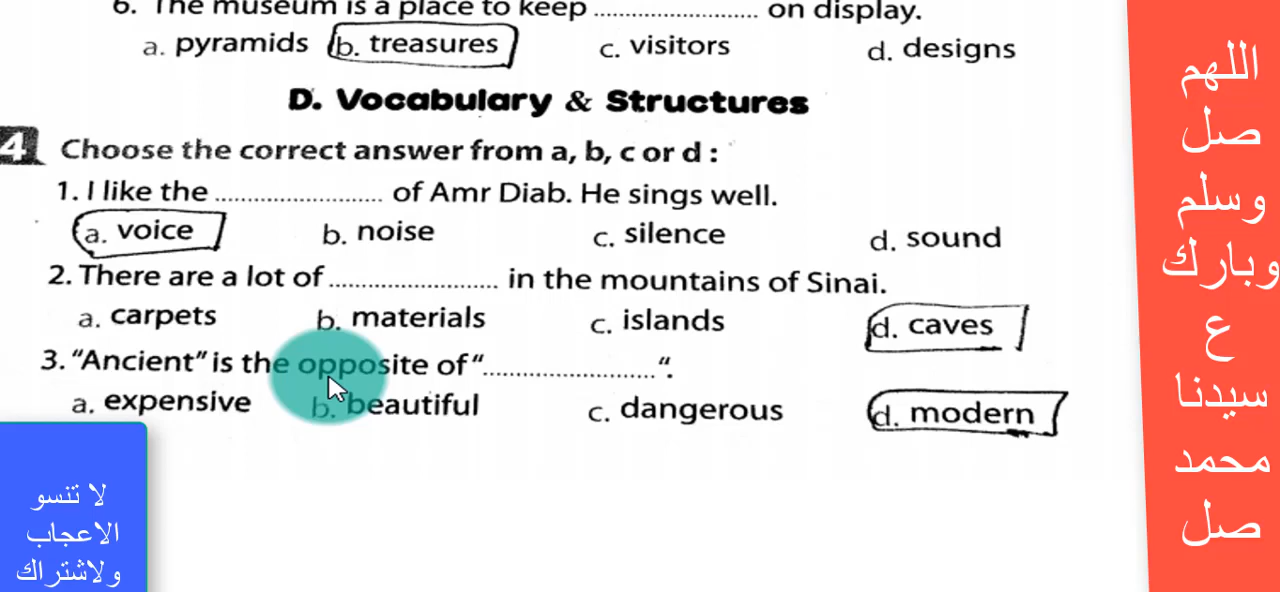 6. The museum is a place to keep ............................ on display.
a. pyramids b. treasures c. visitors d. designs
D. Vocabulary & Structures
4 Choose the correct answer from a, b, c or d :
1. I like the ............................ of Amr Diab. He sings well.
a. voice b. noise c. silence d. sound
2. There are a lot of ............................ in the mountains of Sinai.
a. carpets b. materials c. islands d. caves
3. “Ancient” is the opposite of “............................“.
a. expensive b. beautiful c. dangerous d. modern
اللهم
صل
وسلم
وبارك
ع
سيدنا
محمد
صل
لا تنسو
الاعجاب
ولاشتراك